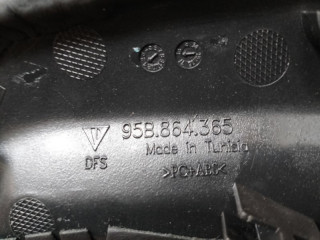 95B.864.365
Made in Tunisia
DFS
>PC+ABS<